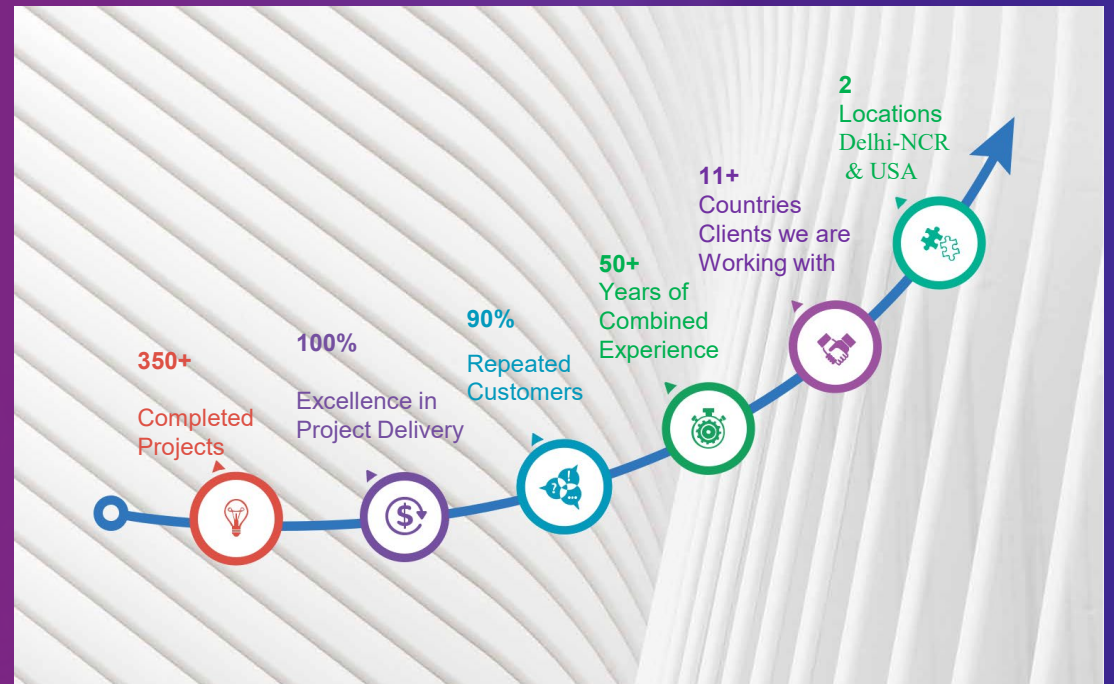 350+
Completed
Projects
100%
Excellence in
Project Delivery
90%
Repeated
Customers
50+
Years of
Combined
Experience
11+
Countries
Clients we are
Working with
2
Locations
Delhi-NCR
& USA